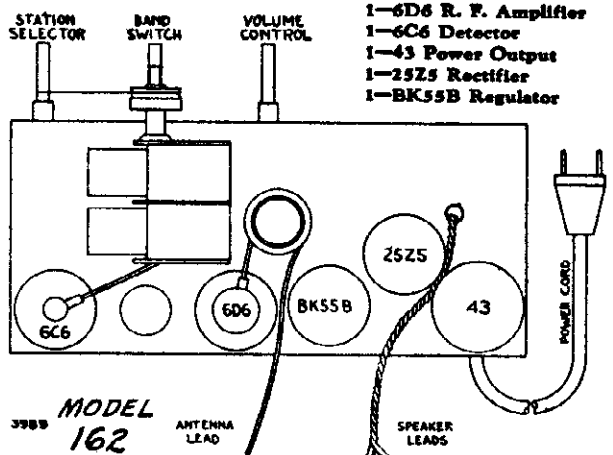 STATION
SELECTOR
BAND
SWITCH
VOLUME
CONTROL
1—6D6 R. F. Amplifier
1—6C6 Detector
1—43 Power Output
1—25Z5 Rectifier
1—BK55B Regulator
6C6
6D6
BK55B
25Z5
43
POWER CORD
3985
MODEL
162
ANTENNA
LEAD
SPEAKER
LEADS